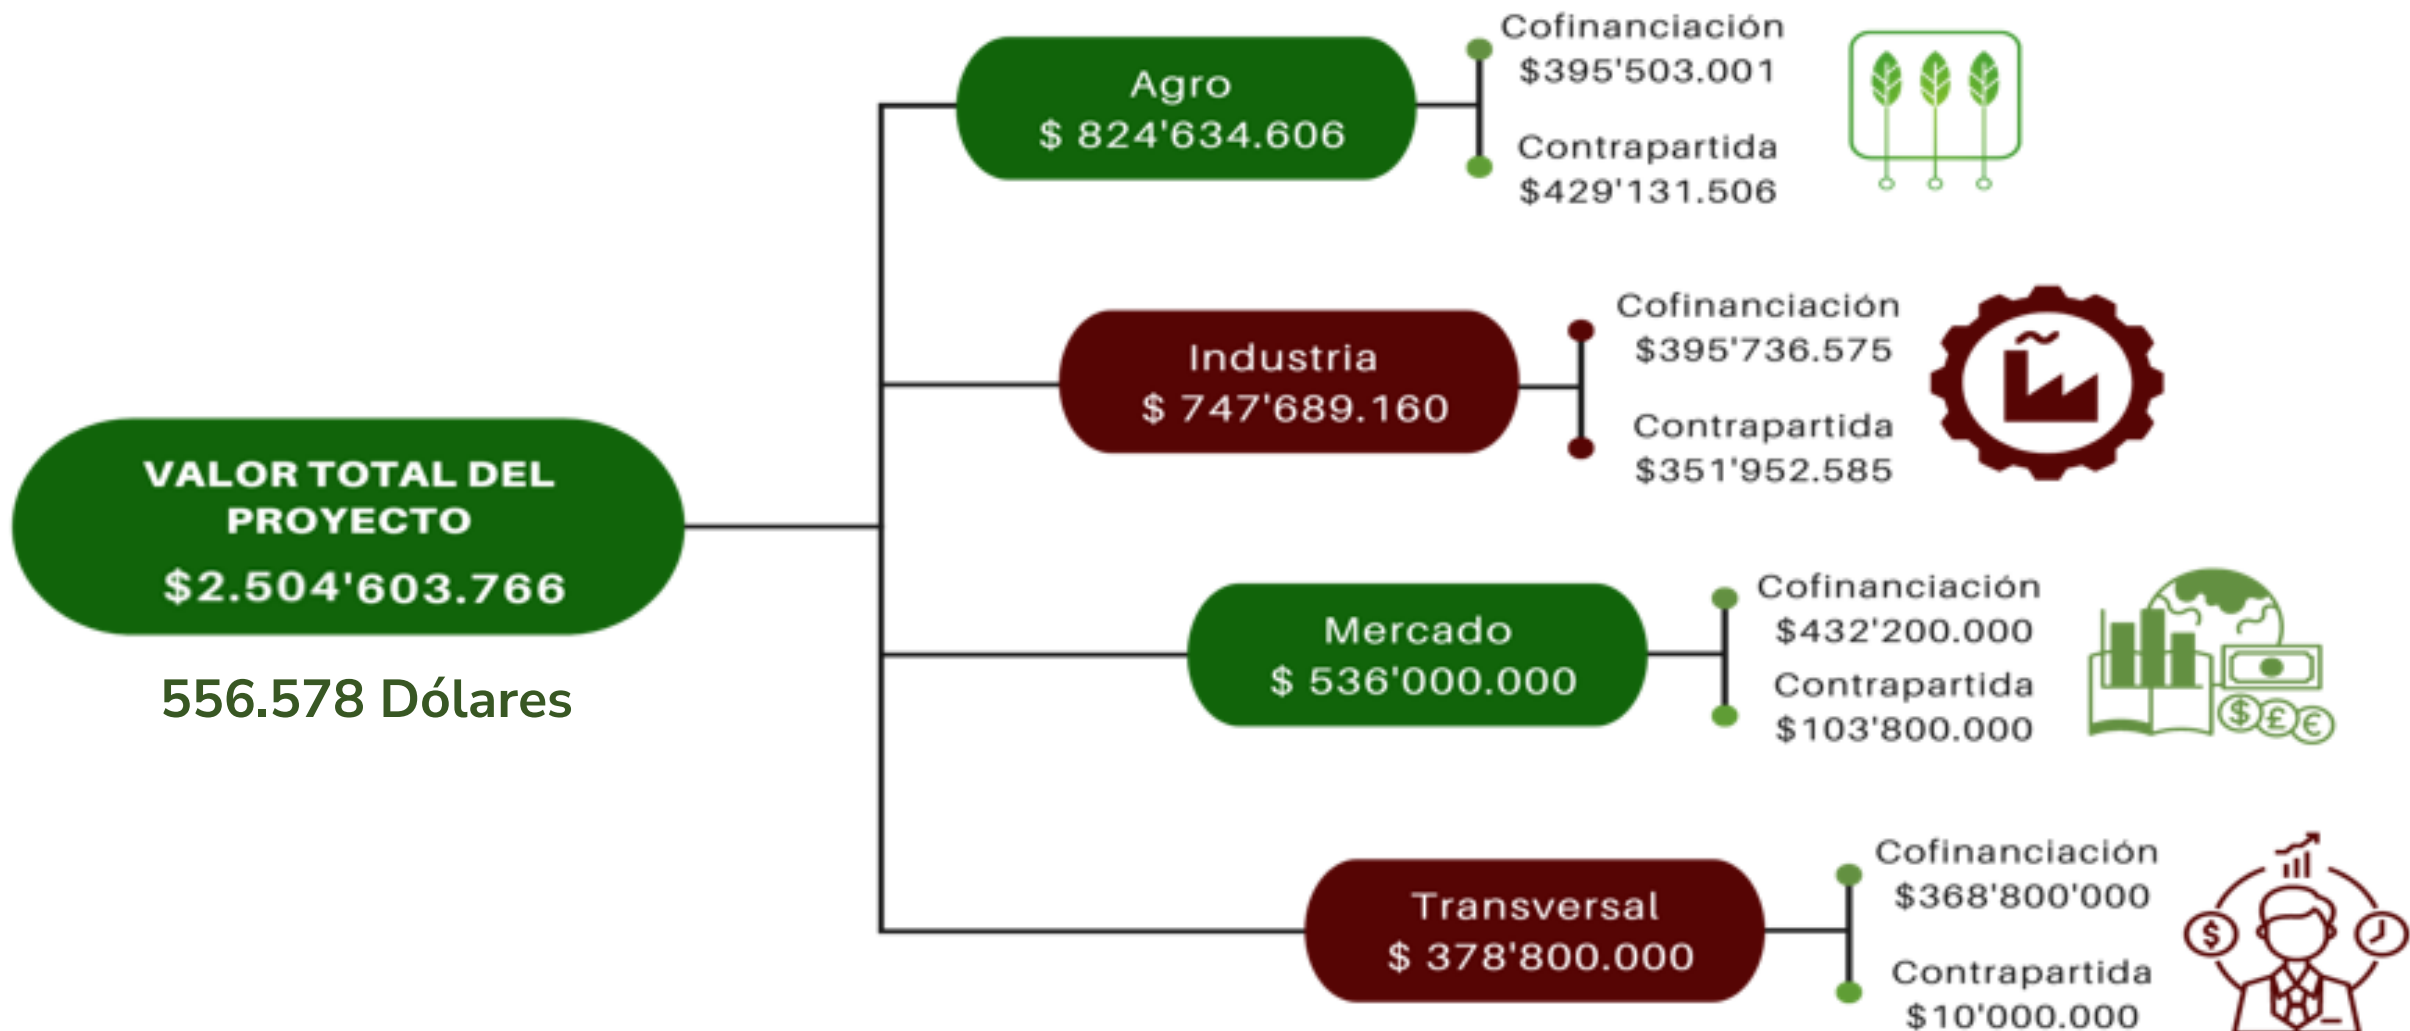 VALOR TOTAL DEL
PROYECTO
$2.504'603.766
556.578 Dólares
Agro
$ 824'634.606
Cofinanciación
$395'503.001
Contrapartida
$429'131.506
Industria
$ 747'689.160
Cofinanciación
$395'736.575
Contrapartida
$351'952.585
Mercado
$ 536'000.000
Cofinanciación
$432'200.000
Contrapartida
$103'800.000
$ £ €
Transversal
$ 378'800.000
Cofinanciación
$368'800'000
Contrapartida
$10'000.000
$